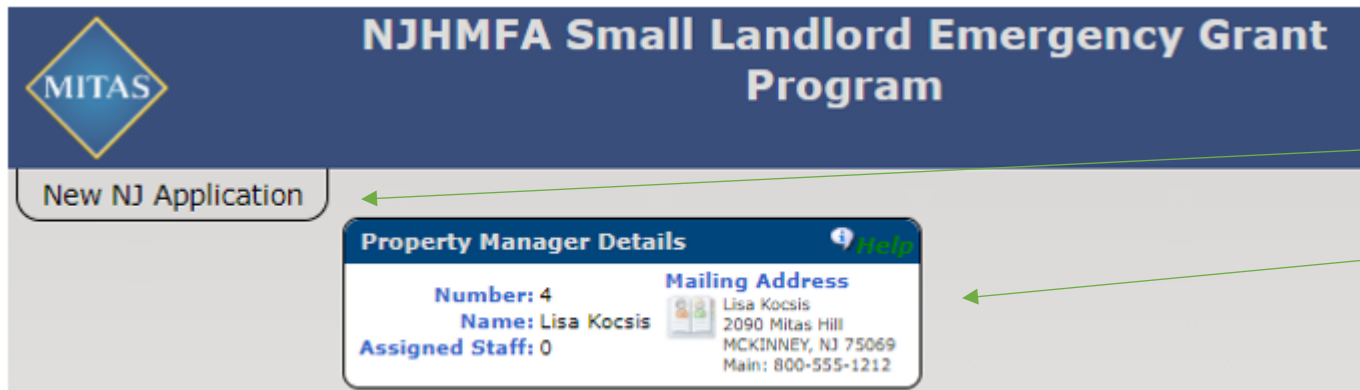 NJHMFA Small Landlord Emergency Grant
Program
MITAS
New NJ Application
Property Manager Details
Help
Number: 4
Name: Lisa Kocsis
Assigned Staff: 0
Mailing Address
Lisa Kocsis
2090 Mitas Hill
MCKINNEY, NJ 75069
Main: 800-555-1212